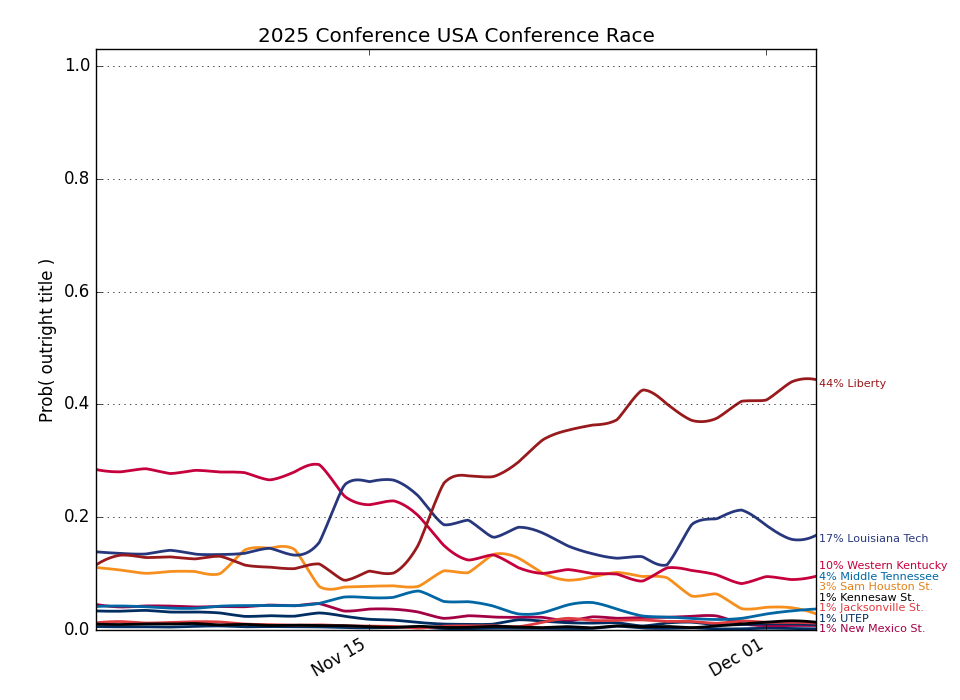 2025 Conference USA Conference Race
Prob( outright title )
1.0
0.8
0.6
0.4
0.2
0.0
Nov 15
Dec 01
44% Liberty
17% Louisiana Tech
10% Western Kentucky
4% Middle Tennessee
3% Sam Houston St.
1% Kennesaw St.
1% Jacksonville St.
1% UTEP
1% New Mexico St.